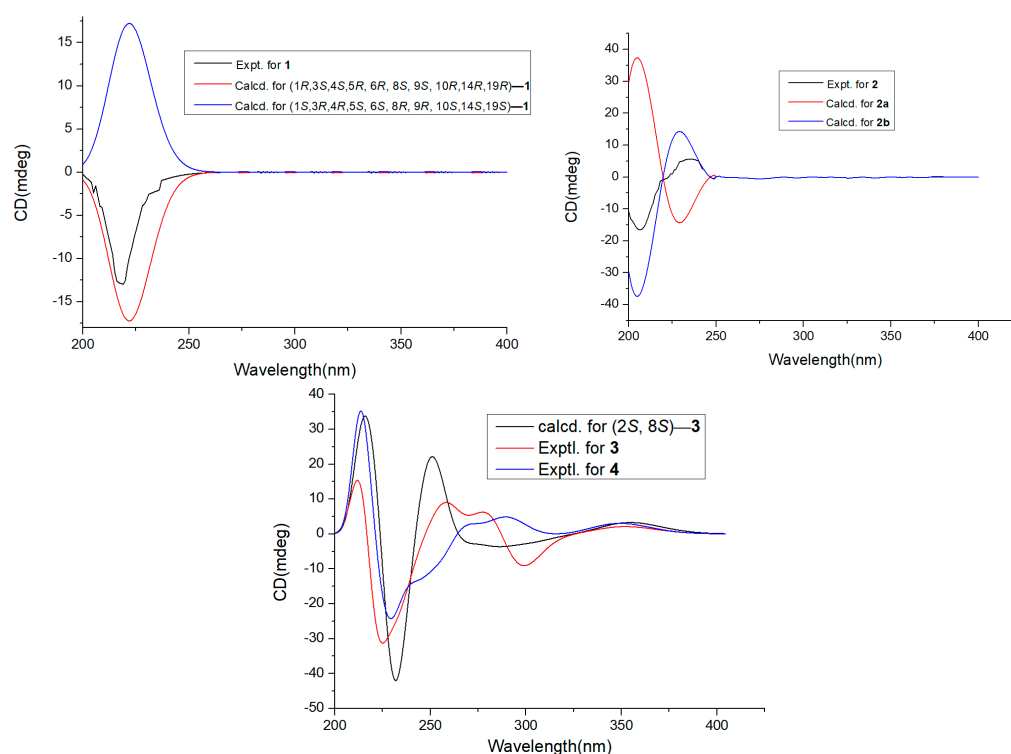 15
10
5
0
-5
-10
-15
CD(mdeg)
Expt. for 1
Calcd. for (1R,3S,4S,5R, 6R, 8S, 9S, 10R,14R,19R)—1
Calcd. for (1S,3R,4R,5S, 6S, 8R, 9R, 10S,14S,19S)—1
200 250 300 350 400
Wavelength(nm)
40
30
20
10
0
-10
-20
-30
-40
CD(mdeg)
Expt. for 2
Calcd. for 2a
Calcd. for 2b
200 250 300 350 400
Wavelength(nm)
40
30
20
10
0
-10
-20
-30
-40
-50
CD(mdeg)
calcd. for (2S, 8S)—3
Exptl. for 3
Exptl. for 4
200 250 300 350 400
Wavelength(nm)